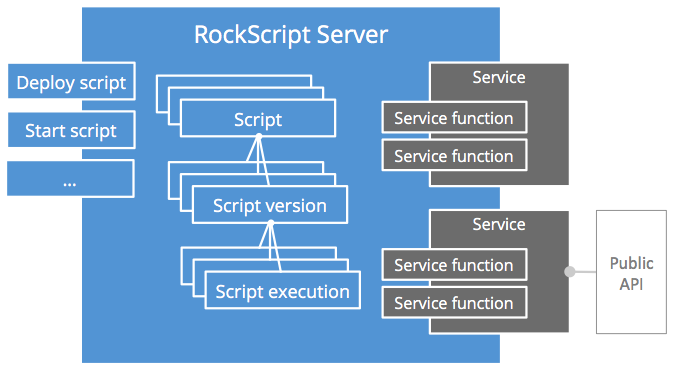 RockScript Server
Deploy script
Start script
...
Script
Script version
Script execution
Service
Service function
Service function
Service
Service function
Service function
Public
API